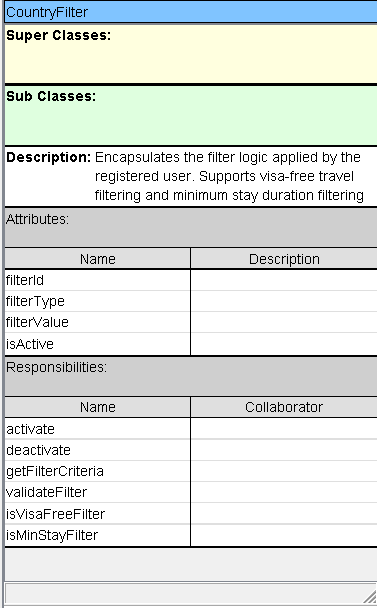 CountryFilter
Super Classes:
Sub Classes:
Description: Encapsulates the filter logic applied by the
registered user. Supports visa-free travel
filtering and minimum stay duration filtering
Attributes:
Name Description
filterId
filterType
filterValue
isActive
Responsibilities:
Name Collaborator
activate
deactivate
getFilterCriteria
validateFilter
isVisaFreeFilter
isMinStayFilter